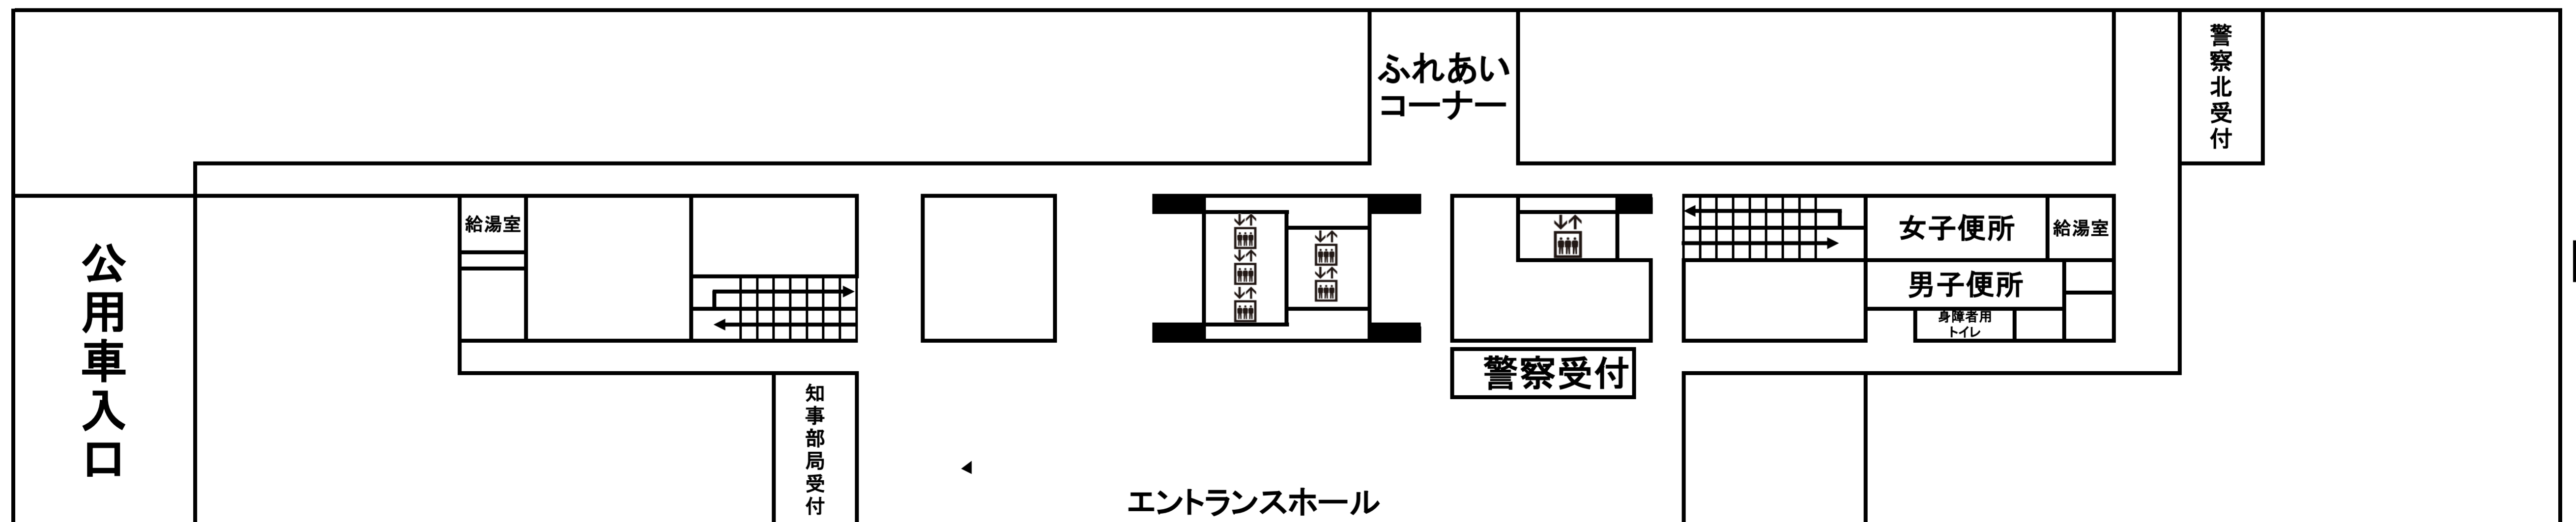 ふれあい
コーナー
警察北受付
給湯室
女子便所
給湯室
公用車入口
男子便所
身障者用
トイレ
警察受付
知事部局受付
エントランスホール